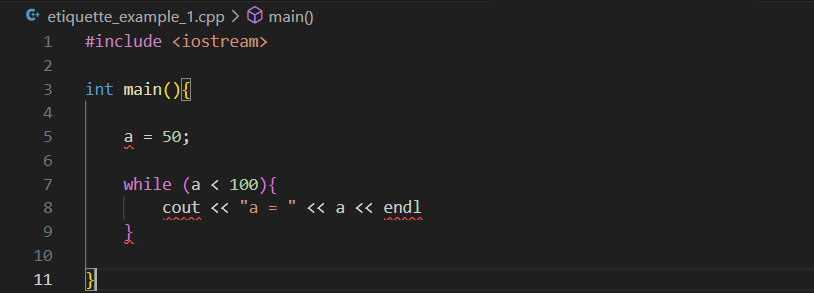 etiquette_example_1.cpp > main()
1 #include <iostream>
2
3 int main(){
4
5 a = 50;
6
7 while (a < 100){
8 cout << "a = " << a << endl
9 }
10
11 }